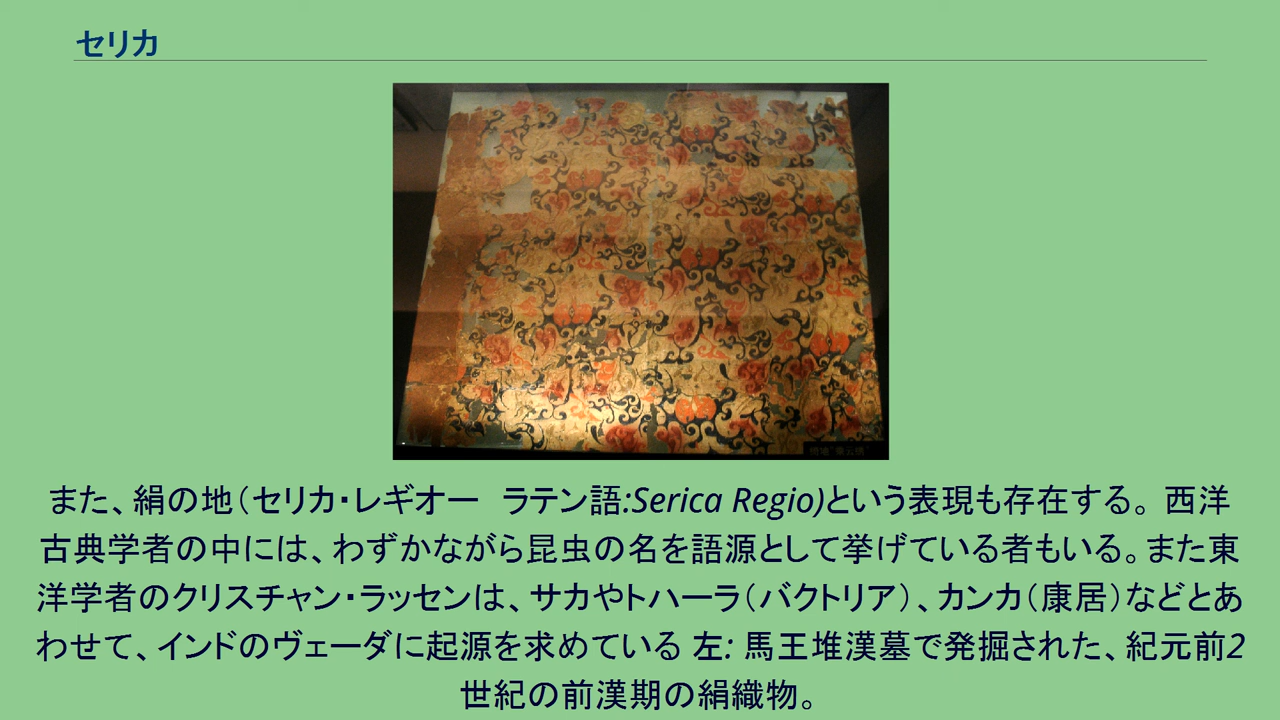 セリカ
また、絹の地（セリカ・レギオー　ラテン語:Serica Regio)という表現も存在する。西洋
古典学者の中には、わずかながら昆虫の名を語源として挙げている者もいる。また東
洋学者のクリスチャン・ラッセンは、サカやトハーラ（バクトリア）、カンカ（康居）などとあ
わせて、インドのヴェーダに起源を求めている 左: 馬王堆漢墓で発掘された、紀元前2
世紀の前漢期の絹織物。